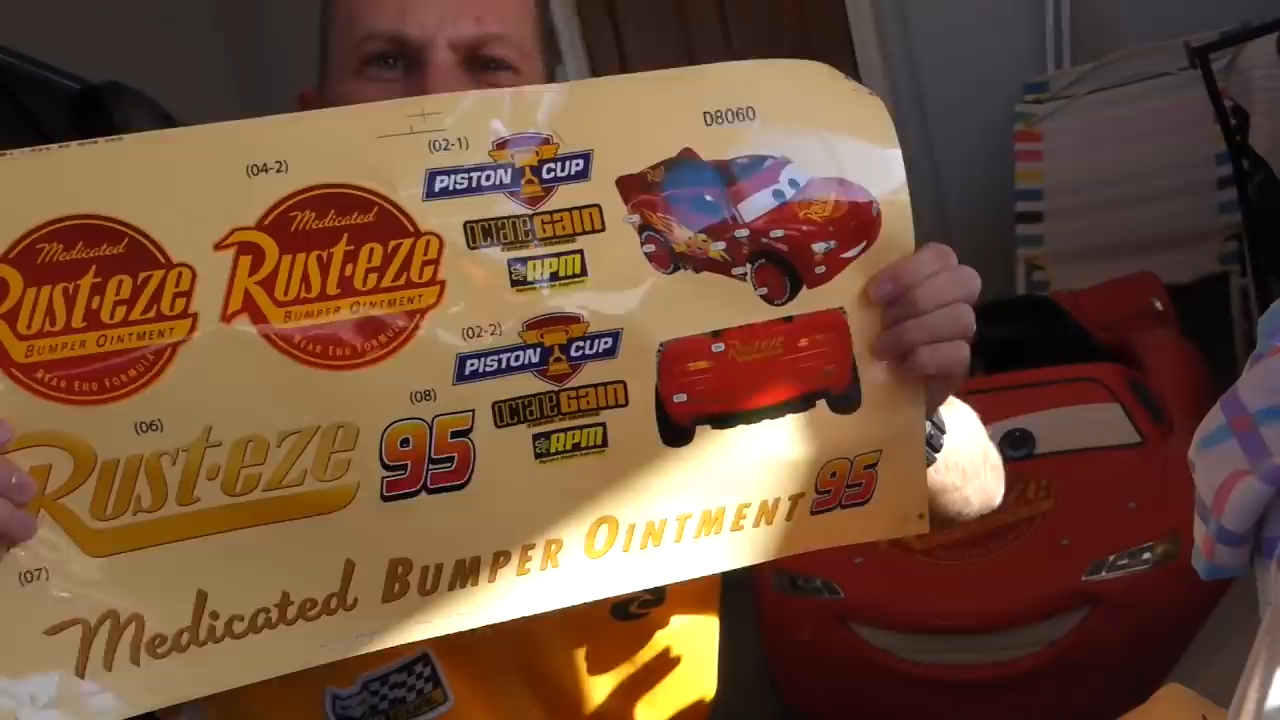 D8060
(02-1)
(04-2)
PISTON CUP
Medicated
Rust-eze
BUMPER OINTMENT
REAR END FORMULA
OCTANE GAIN
RPM
Medicated
Rust-eze
BUMPER OINTMENT
REAR END FORMULA
(02-2)
PISTON CUP
OCTANE GAIN
RPM
Rust-eze
(08)
95
(06)
Rust-eze
95
(07)
Medicated BUMPER OINTMENT